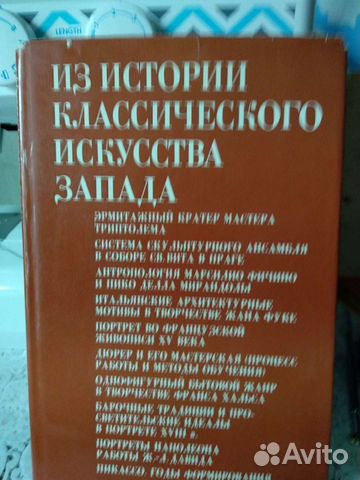 LENGTH
ИЗ ИСТОРИИ
КЛАССИЧЕСКОГО
ИСКУССТВА
ЗАПАДА
ЭРМИТАЖНЫЙ КРАТЕР МАСТЕРА
ТРИПТОЛЕМА
СИСТЕМА СКУЛЬПТУРНОГО АНСАМБЛЯ
В СОБОРЕ СВ. ВИТА В ПРАГЕ
АНТРОПОЛОГИЯ МАРСИЛИО ФИЧИНО
И ПИКО ДЕЛЛА МИРАНДОЛЫ
ИТАЛЬЯНСКИЕ АРХИТЕКТУРНЫЕ
МОТИВЫ В ТВОРЧЕСТВЕ ЖАНА ФУКЕ
ПОРТРЕТ ВО ФРАНЦУЗСКОЙ
ЖИВОПИСИ XV ВЕКА
ДЮРЕР И ЕГО МАСТЕРСКАЯ (ПРОЦЕСС
РАБОТЫ И МЕТОДЫ ОБУЧЕНИЯ)
ОДНОФИГУРНЫЙ БЫТОВОЙ ЖАНР
В ТВОРЧЕСТВЕ ФРАНСА ХАЛЬСА
БАРОЧНЫЕ ТРАДИЦИИ И ПРО-
СВЕТИТЕЛЬСКИЕ ИДЕАЛЫ
В ПОРТРЕТЕ XVIII в.
ПОРТРЕТЫ НАПОЛЕОНА
РАБОТЫ Ж.-Л. ДАВИДА
ПИКАССО. ГОДЫ ФОРМИРОВАНИЯ
Avito